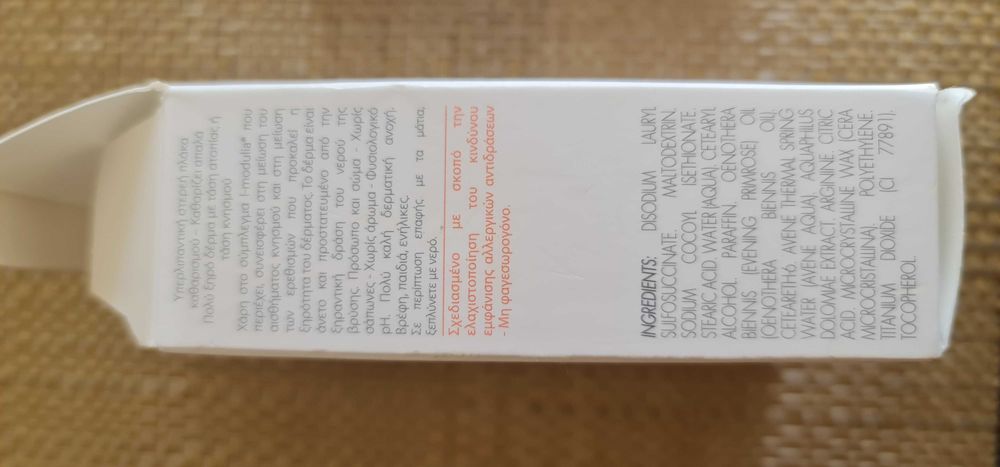 Υπερλιπαντική στερεή πλάκα
καθαρισμού - Καθαρίζει απαλά
Πολύ ξηρό δέρμα με τάση ατοπίας ή
τάση κνησμού
Χάρη στο σύμπλεγμα I-modulia® που
περιέχει, συνεισφέρει στη μείωση του
αισθήματος κνησμού και στη μείωση
των ερεθισμών που προκαλεί η
ξηρότητα του δέρματος. Το δέρμα είναι
άνετο και προστατευμένο από την
ξηραντική δράση του νερού της
βρύσης. Πρόσωπο και σώμα - Χωρίς
σάπωνες - Χωρίς άρωμα - Φυσιολογικό
pH. Πολύ καλή δερματική ανοχή.
Βρέφη, παιδιά, ενήλικες.
Σε περίπτωση επαφής με τα μάτια,
ξεπλύνετε με νερό.
Σχεδιασμένο με σκοπό την
ελαχιστοποίηση του κινδύνου
εμφάνισης αλλεργικών αντιδράσεων
- Μη φαγεσωρογόνο.
INGREDIENTS: DISODIUM LAURYL
SULFOSUCCINATE. MALTODEXTRIN.
SODIUM COCOYL ISETHIONATE.
STEARIC ACID. WATER (AQUA). CETEARYL
ALCOHOL. PARAFFIN. OENOTHERA
BIENNIS (EVENING PRIMROSE) OIL
(OENOTHERA BIENNIS OIL).
CETEARETH-6. AVENE THERMAL SPRING
WATER (AVENE AQUA). AQUAPHILUS
DOLOMIAE EXTRACT. ARGININE. CITRIC
ACID. MICROCRYSTALLINE WAX (CERA
MICROCRISTALLINA). POLYETHYLENE.
TITANIUM DIOXIDE (CI 77891).
TOCOPHEROL.